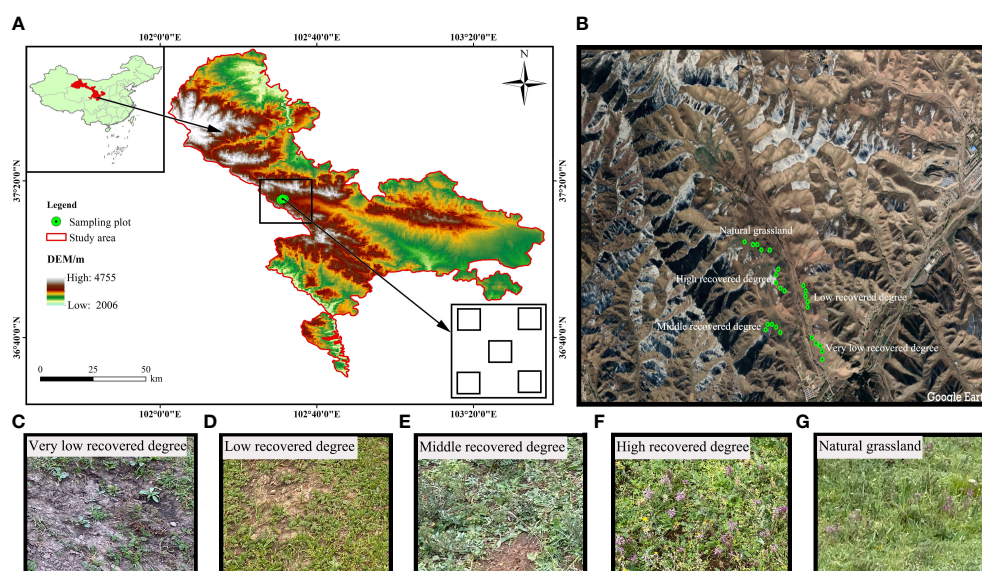 A
B
102°0'0"E
102°40'0"E
103°20'0"E
37°20'0"N
36°40'0"N
37°20'0"N
36°40'0"N
Legend
Sampling plot
Study area
DEM/m
High: 4755
Low: 2006
0
25
50
km
102°0'0"E
102°40'0"E
103°20'0"E
Natural grassland
High recovered degree
Low recovered degree
Middle recovered degree
Very low recovered degree
Google Eart
C
Very low recovered degree
D
Low recovered degree
E
Middle recovered degree
F
High recovered degree
G
Natural grassland